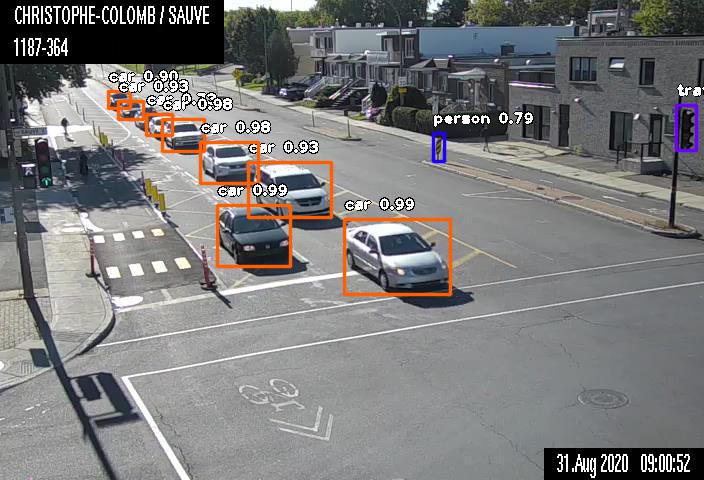 CHRISTOPHE-COLOMB / SAUVE
1187-364
car 0.90
car 0.93
car 0.98
car 0.98
car 0.93
car 0.99
car 0.99
person 0.79
tra
31.Aug 2020 09:00:52